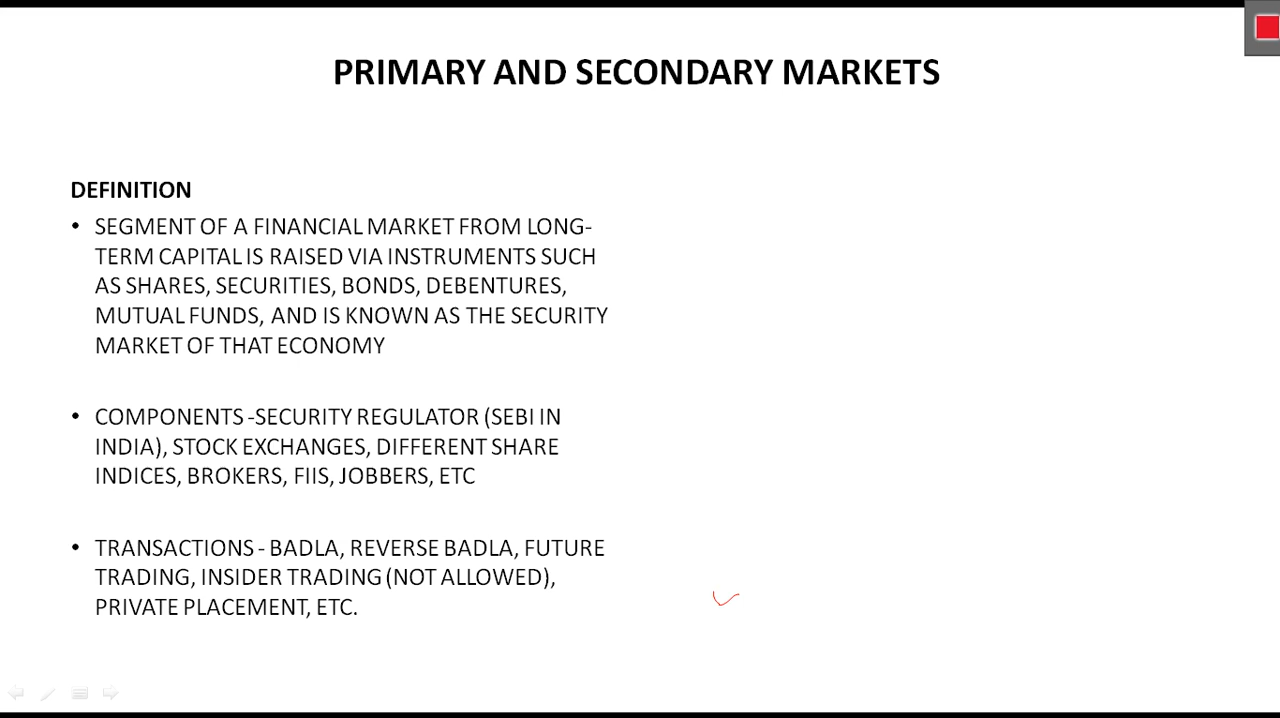 PRIMARY AND SECONDARY MARKETS
DEFINITION
• SEGMENT OF A FINANCIAL MARKET FROM LONG-
TERM CAPITAL IS RAISED VIA INSTRUMENTS SUCH
AS SHARES, SECURITIES, BONDS, DEBENTURES,
MUTUAL FUNDS, AND IS KNOWN AS THE SECURITY
MARKET OF THAT ECONOMY
• COMPONENTS -SECURITY REGULATOR (SEBI IN
INDIA), STOCK EXCHANGES, DIFFERENT SHARE
INDICES, BROKERS, FIIS, JOBBERS, ETC
• TRANSACTIONS - BADLA, REVERSE BADLA, FUTURE
TRADING, INSIDER TRADING (NOT ALLOWED),
PRIVATE PLACEMENT, ETC.